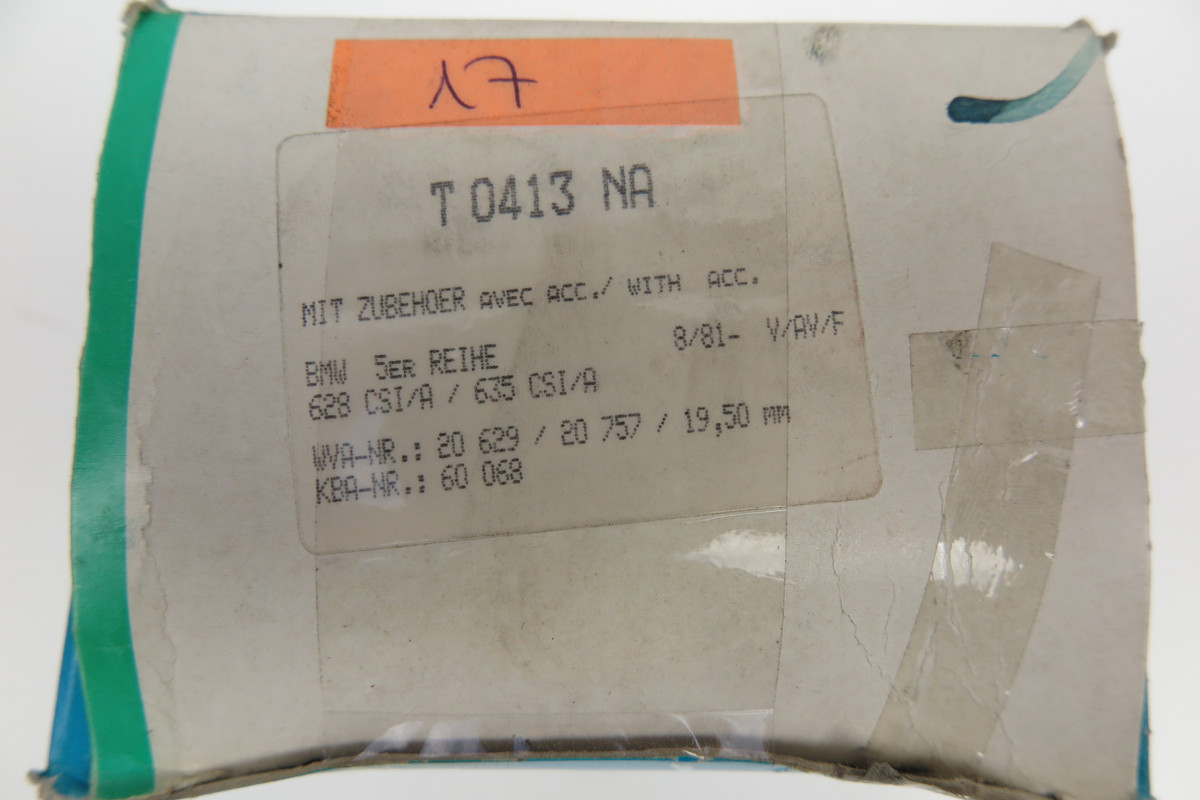 17
T 0413 NA
MIT ZUBEHOER AVEC ACC./ WITH ACC.
BMW 5ER REIHE 8/81- V/AV/F
628 CSI/A / 635 CSI/A
WVA-NR.: 20 629 / 20 757 / 19,50 MM
KBA-NR.: 60 068